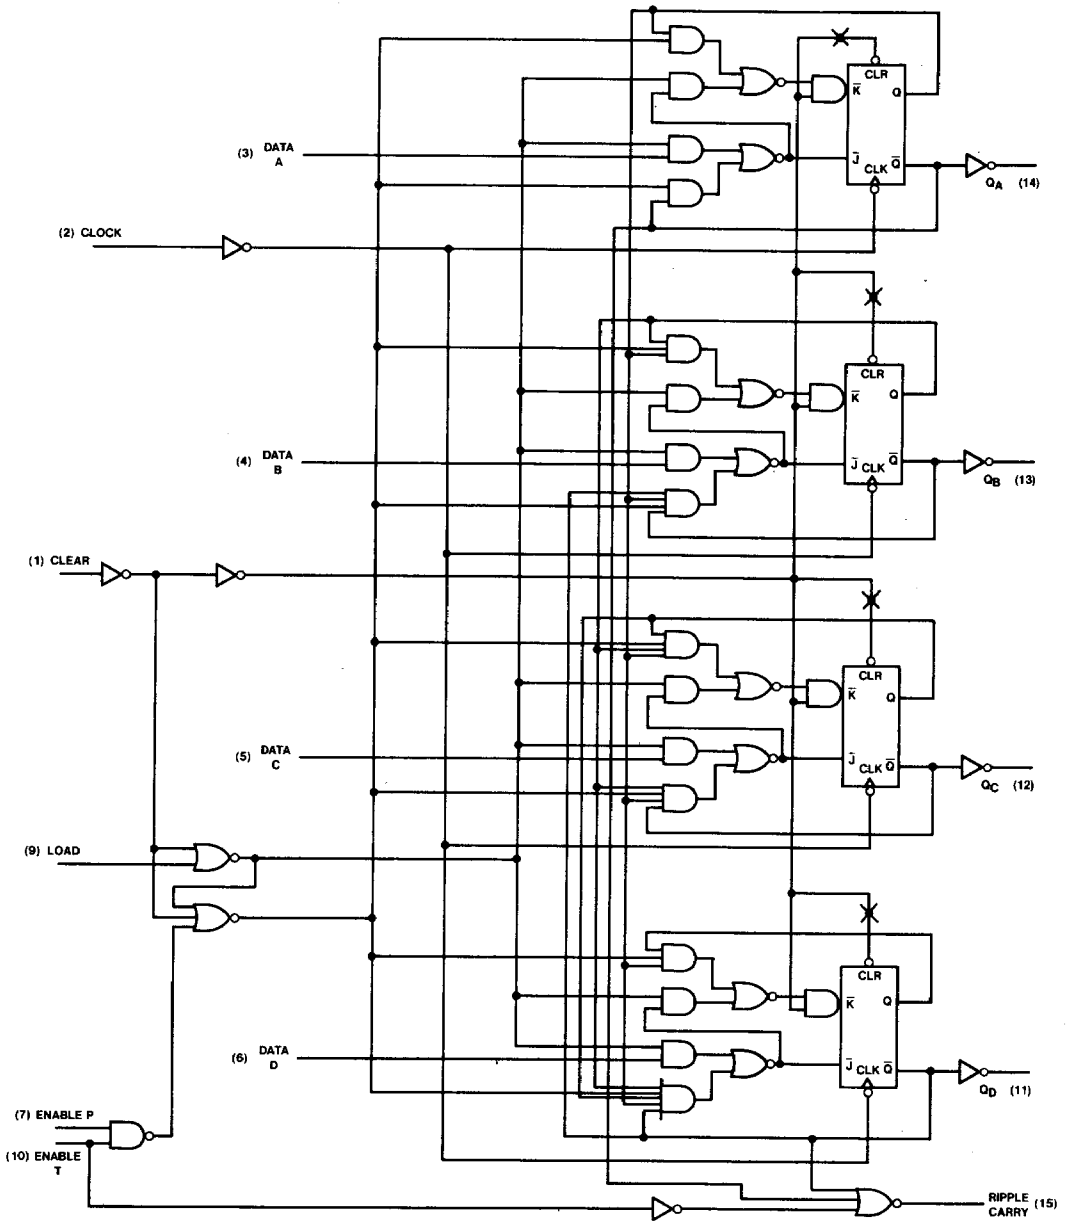 CLR
K̅
Q
(3) DATA
A
J̅
CLK
Q̅
QA (14)
(2) CLOCK
CLR
K̅
Q
(4) DATA
B
J̅
CLK
Q̅
QB (13)
(1) CLEAR
CLR
K̅
Q
(5) DATA
C
J̅
CLK
Q̅
QC (12)
(9) LOAD
CLR
K̅
Q
(6) DATA
D
J̅
CLK
Q̅
QD (11)
(7) ENABLE P
(10) ENABLE
T
RIPPLE
CARRY (15)